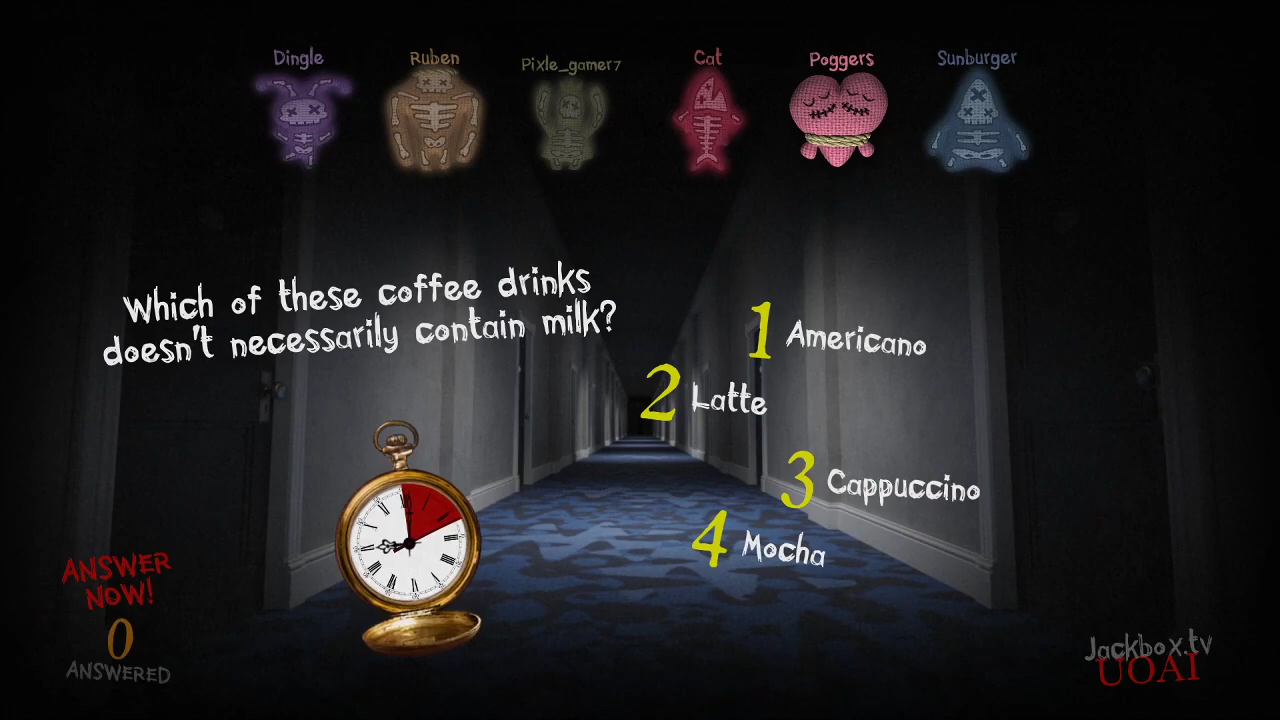 Dingle
Ruben
Pixle_gamer7
Cat
Poggers
Sunburger
Which of these coffee drinks
doesn't necessarily contain milk?
1 Americano
2 Latte
3 Cappuccino
4 Mocha
ANSWER
NOW!
0
ANSWERED
Jackbox.tv
UOAI